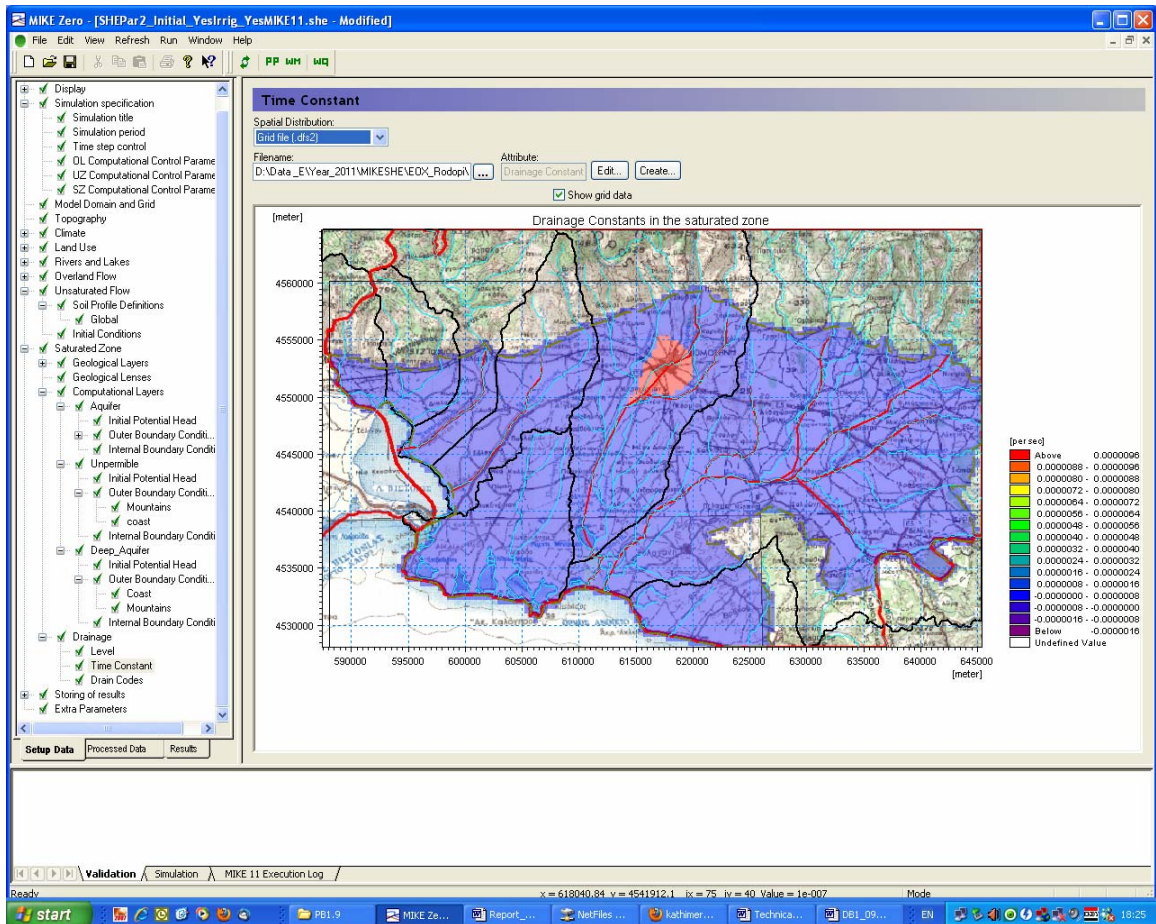 MIKE Zero - [SHEPar2_Initial_YesIrrig_YesMIKE11.she - Modified]
File Edit View Refresh Run Window Help
PP WM WQ
Display
Simulation specification
Simulation title
Simulation period
Time step control
OL Computational Control Parame
UZ Computational Control Parame
SZ Computational Control Parame
Model Domain and Grid
Topography
Climate
Land Use
Rivers and Lakes
Overland Flow
Unsaturated Flow
Soil Profile Definitions
Global
Initial Conditions
Saturated Zone
Geological Layers
Geological Lenses
Computational Layers
Aquifer
Initial Potential Head
Outer Boundary Conditi...
Internal Boundary Conditi
Unpermible
Initial Potential Head
Outer Boundary Conditi...
Mountains
coast
Internal Boundary Conditi
Deep_Aquifer
Initial Potential Head
Outer Boundary Conditi...
Coast
Mountains
Internal Boundary Conditi
Drainage
Level
Time Constant
Drain Codes
Storing of results
Extra Parameters
Setup Data Processed Data Results
Time Constant
Spatial Distribution:
Grid file (.dfs2)
Filename: Attribute:
D:\Data _E\Year_2011\MIKESHE\EOX_Rodopi\ ... Drainage Constant Edit... Create...
Show grid data
[meter]
Drainage Constants in the saturated zone
4560000
4555000
4550000
4545000
4540000
4535000
4530000
590000 595000 600000 605000 610000 615000 620000 625000 630000 635000 640000 645000
[meter]
[per sec]
Above 0.0000096
0.0000088 - 0.0000096
0.0000080 - 0.0000088
0.0000072 - 0.0000080
0.0000064 - 0.0000072
0.0000056 - 0.0000064
0.0000048 - 0.0000056
0.0000040 - 0.0000048
0.0000032 - 0.0000040
0.0000024 - 0.0000032
0.0000016 - 0.0000024
0.0000008 - 0.0000016
-0.0000000 - 0.0000008
-0.0000008 - -0.0000000
-0.0000016 - -0.0000008
Below -0.0000016
Undefined Value
Validation Simulation MIKE 11 Execution Log
Ready x = 618040.84 y = 4541912.1 ix = 75 iy = 40 Value = 1e-007 Mode
start PB1.9 MIKE Ze... Report_... NetFiles ... kathimer... Technica... DB1_09... EN 18:25